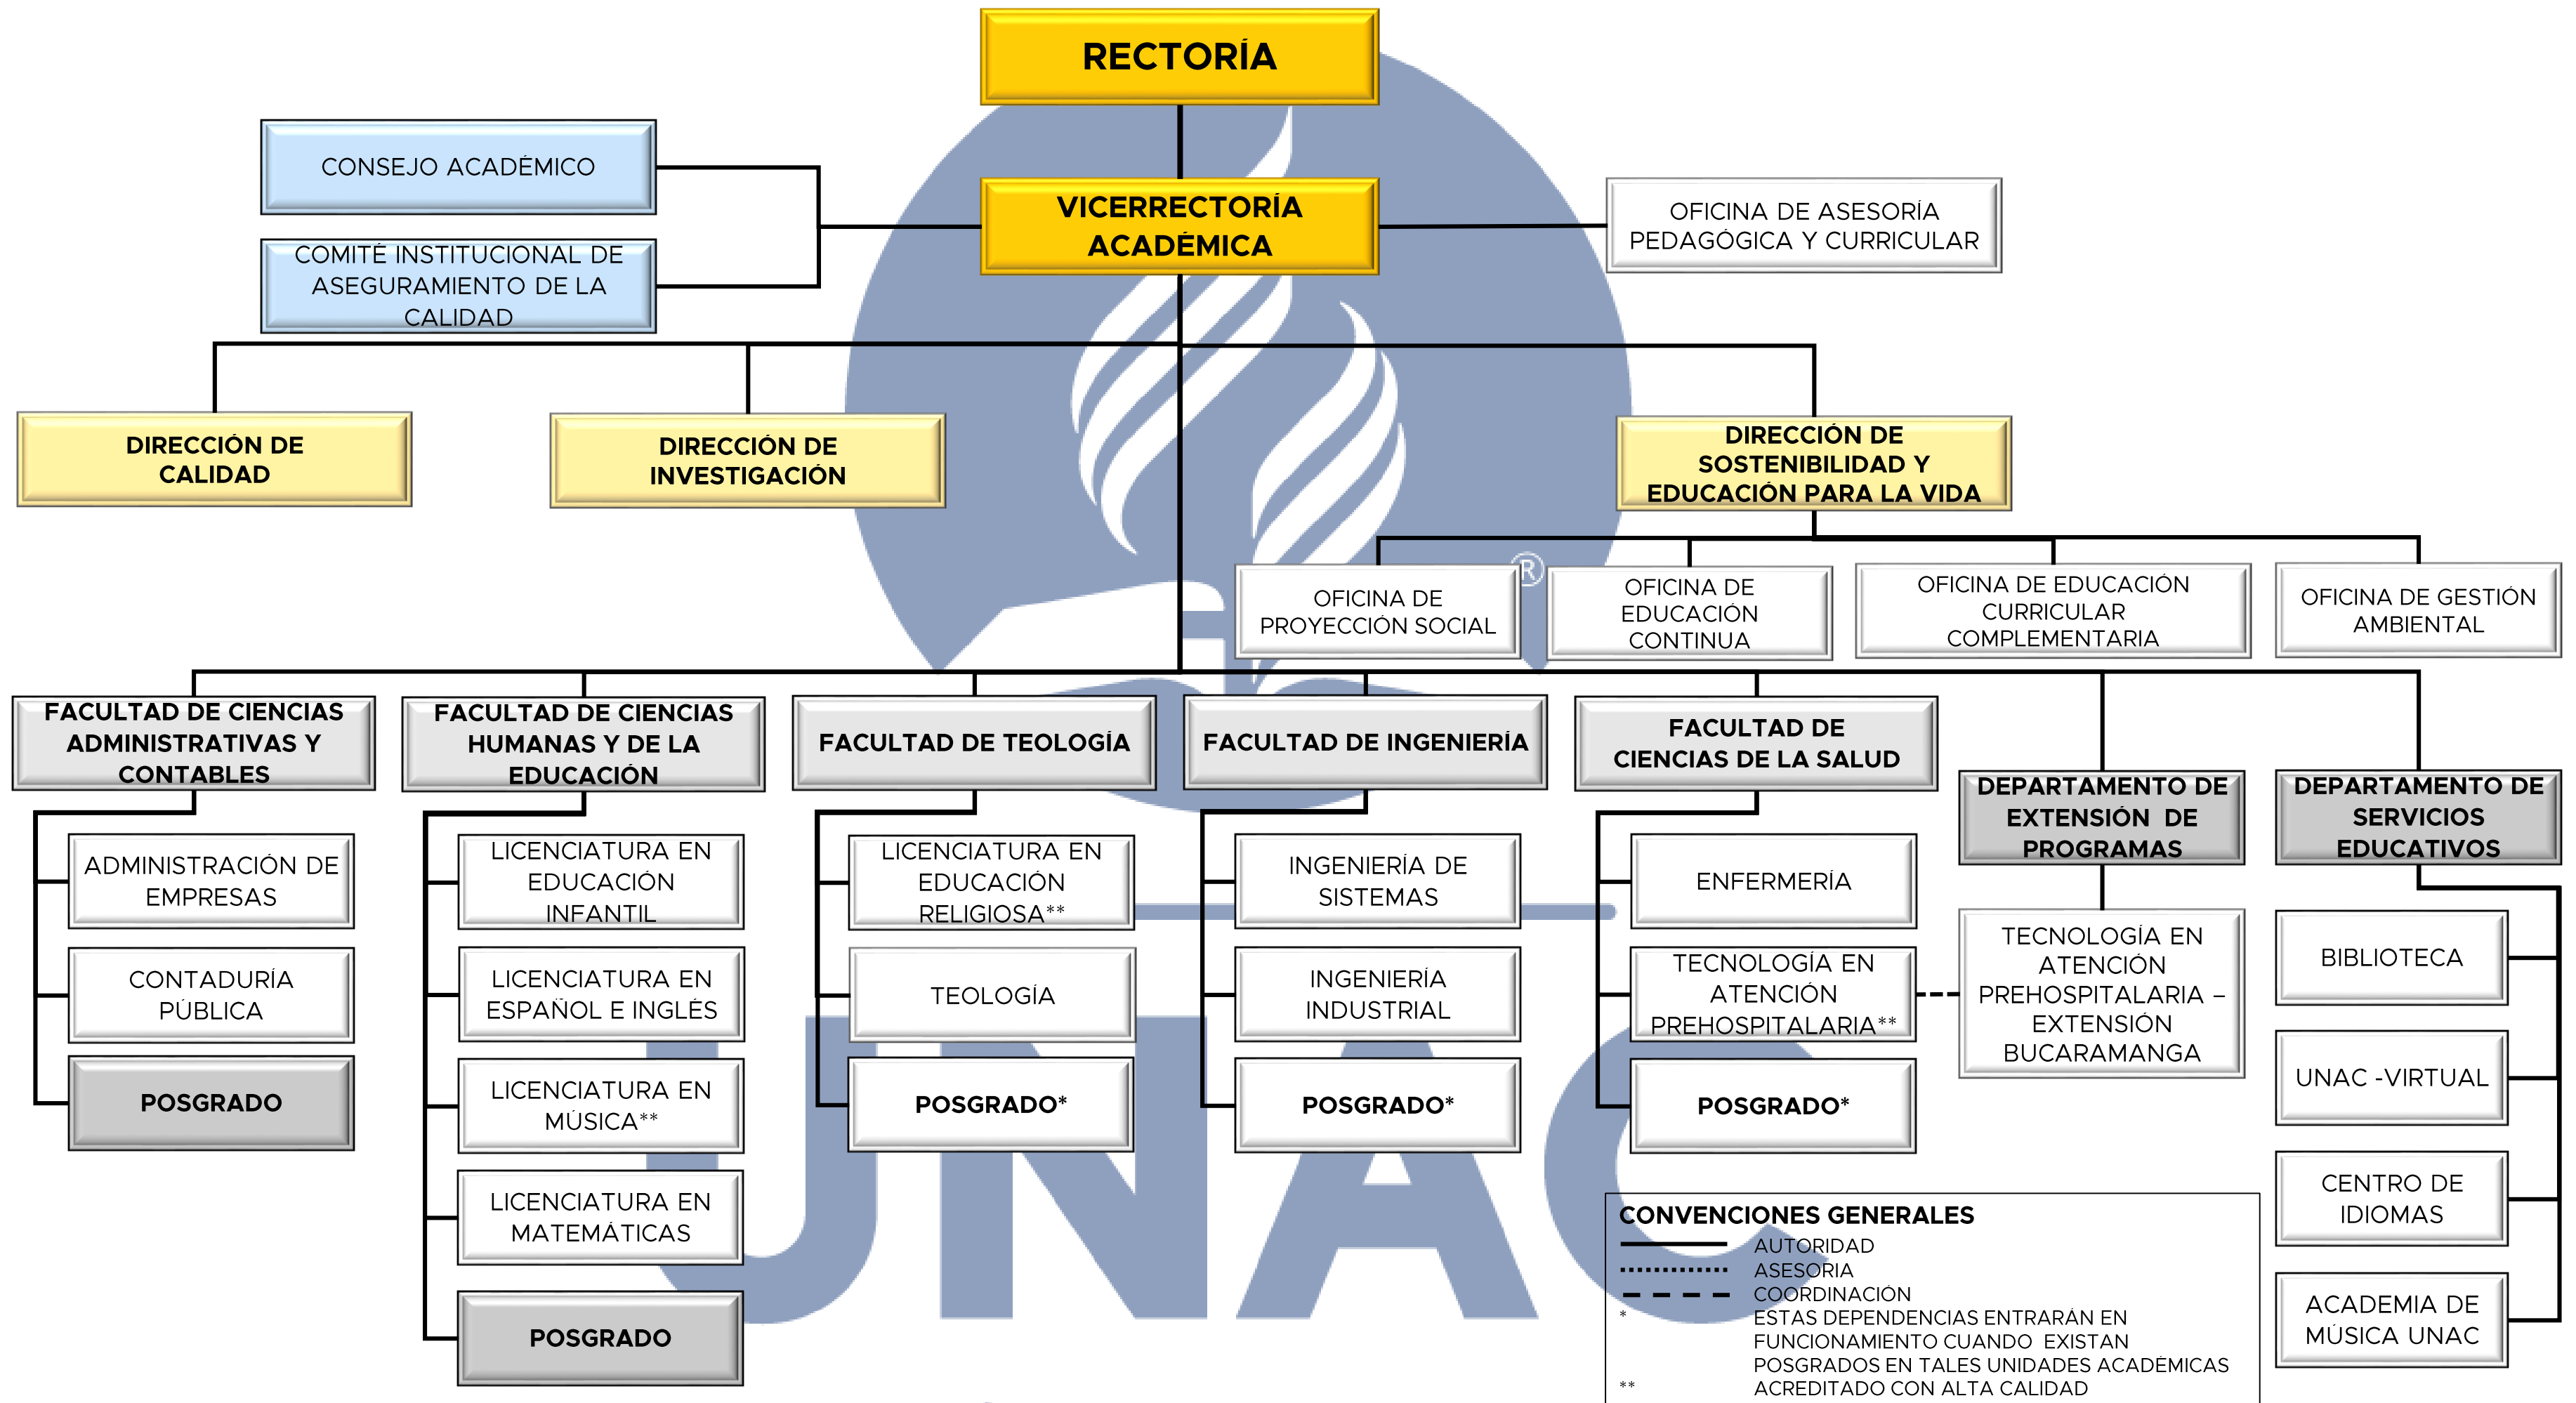 RECTORÍA
CONSEJO ACADÉMICO
VICERRECTORÍA
ACADÉMICA
OFICINA DE ASESORÍA
PEDAGÓGICA Y CURRICULAR
COMITÉ INSTITUCIONAL DE
ASEGURAMIENTO DE LA
CALIDAD
DIRECCIÓN DE
CALIDAD
DIRECCIÓN DE
INVESTIGACIÓN
DIRECCIÓN DE
SOSTENIBILIDAD Y
EDUCACIÓN PARA LA VIDA
®
OFICINA DE
PROYECCIÓN SOCIAL
OFICINA DE
EDUCACIÓN
CONTINUA
OFICINA DE EDUCACIÓN
CURRICULAR
COMPLEMENTARIA
OFICINA DE GESTIÓN
AMBIENTAL
FACULTAD DE CIENCIAS
ADMINISTRATIVAS Y
CONTABLES
FACULTAD DE CIENCIAS
HUMANAS Y DE LA
EDUCACIÓN
FACULTAD DE TEOLOGÍA
FACULTAD DE INGENIERÍA
FACULTAD DE
CIENCIAS DE LA SALUD
DEPARTAMENTO DE
EXTENSIÓN DE
PROGRAMAS
DEPARTAMENTO DE
SERVICIOS
EDUCATIVOS
ADMINISTRACIÓN DE
EMPRESAS
CONTADURÍA
PÚBLICA
POSGRADO
LICENCIATURA EN
EDUCACIÓN
INFANTIL
LICENCIATURA EN
ESPAÑOL E INGLÉS
LICENCIATURA EN
MÚSICA**
LICENCIATURA EN
MATEMÁTICAS
POSGRADO
LICENCIATURA EN
EDUCACIÓN
RELIGIOSA**
TEOLOGÍA
POSGRADO*
INGENIERÍA DE
SISTEMAS
INGENIERÍA
INDUSTRIAL
POSGRADO*
ENFERMERÍA
TECNOLOGÍA EN
ATENCIÓN
PREHOSPITALARIA**
POSGRADO*
TECNOLOGÍA EN
ATENCIÓN
PREHOSPITALARIA –
EXTENSIÓN
BUCARAMANGA
BIBLIOTECA
UNAC -VIRTUAL
CENTRO DE
IDIOMAS
ACADEMIA DE
MÚSICA UNAC
UNAC
CONVENCIONES GENERALES
AUTORIDAD
ASESORIA
COORDINACIÓN
* ESTAS DEPENDENCIAS ENTRARÁN EN
FUNCIONAMIENTO CUANDO EXISTAN
POSGRADOS EN TALES UNIDADES ACADÉMICAS
** ACREDITADO CON ALTA CALIDAD